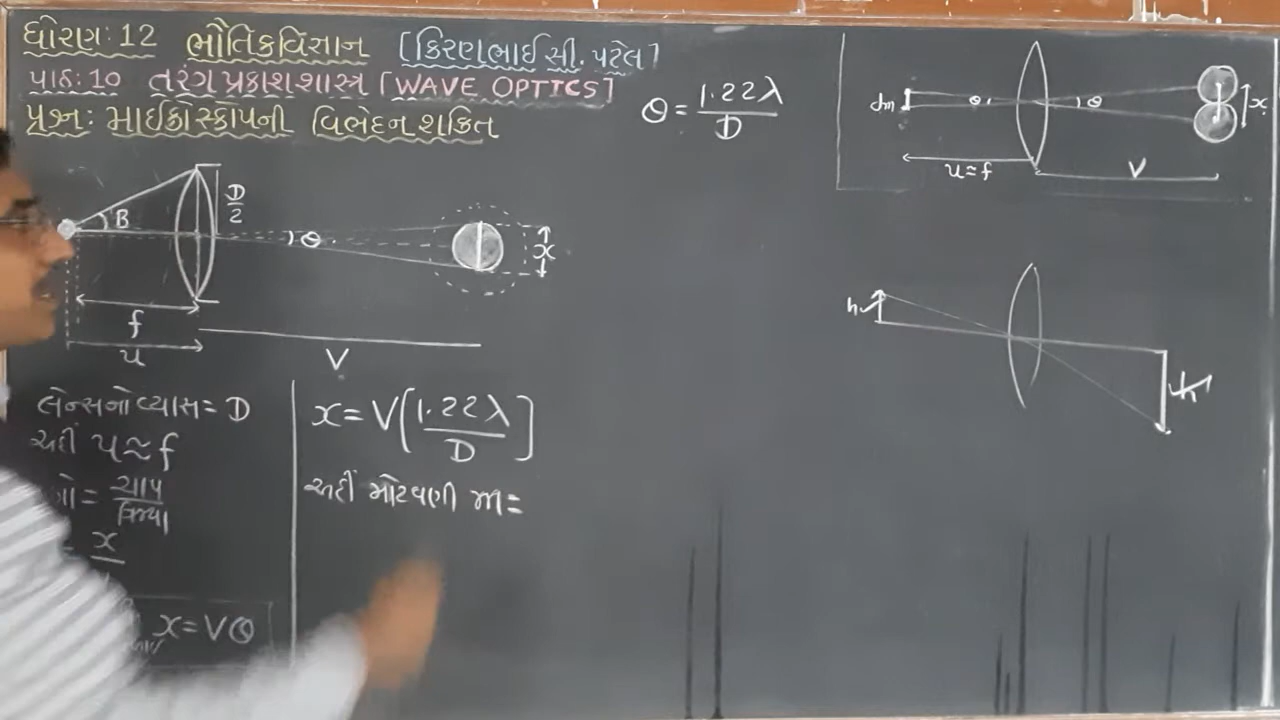 ધોરણ: 12 ભૌતિકવિજ્ઞાન [કિરણભાઈ સી. પટેલ]
પાઠ: 10 તરંગ પ્રકાશશાસ્ત્ર [WAVE OPTICS]
પ્રશ્ન: માઈક્રોસ્કોપની વિભેદન શક્તિ
θ = 1.22λ / D
dm θ θ x
u≈f V
B D/2 θ x
f
u V
h h'
લેન્સનો વ્યાસ = D
અહીં u≈f
= ચાપ / ત્રિજ્યા
= x
x = Vθ
x = V[1.22λ / D]
અહીં મોટવણી m =